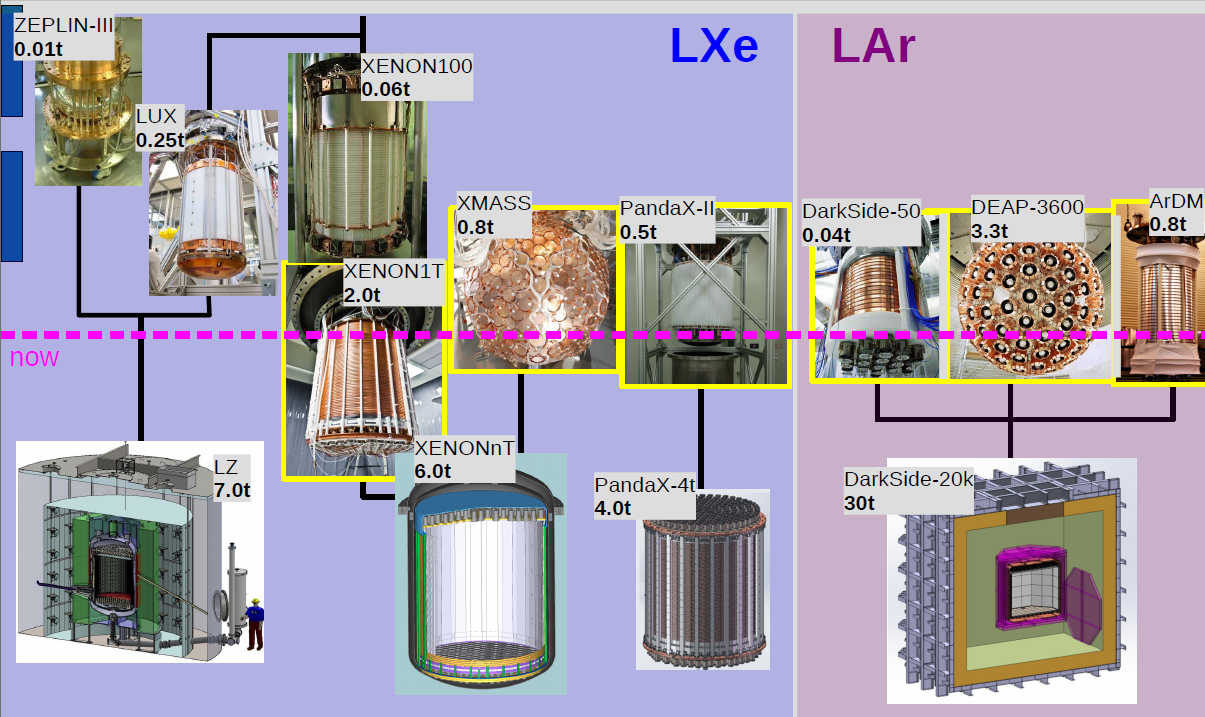 ZEPLIN-III
0.01t
LUX
0.25t
XENON100
0.06t
LXe
LAr
XENON1T
2.0t
XMASS
0.8t
PandaX-II
0.5t
DarkSide-50
0.04t
DEAP-3600
3.3t
ArDM
0.8t
now
LZ
7.0t
XENONnT
6.0t
PandaX-4t
4.0t
DarkSide-20k
30t